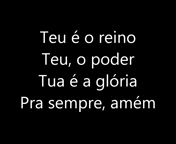 Teu é o reino
Teu, o poder
Tua é a glória
Pra sempre, amém